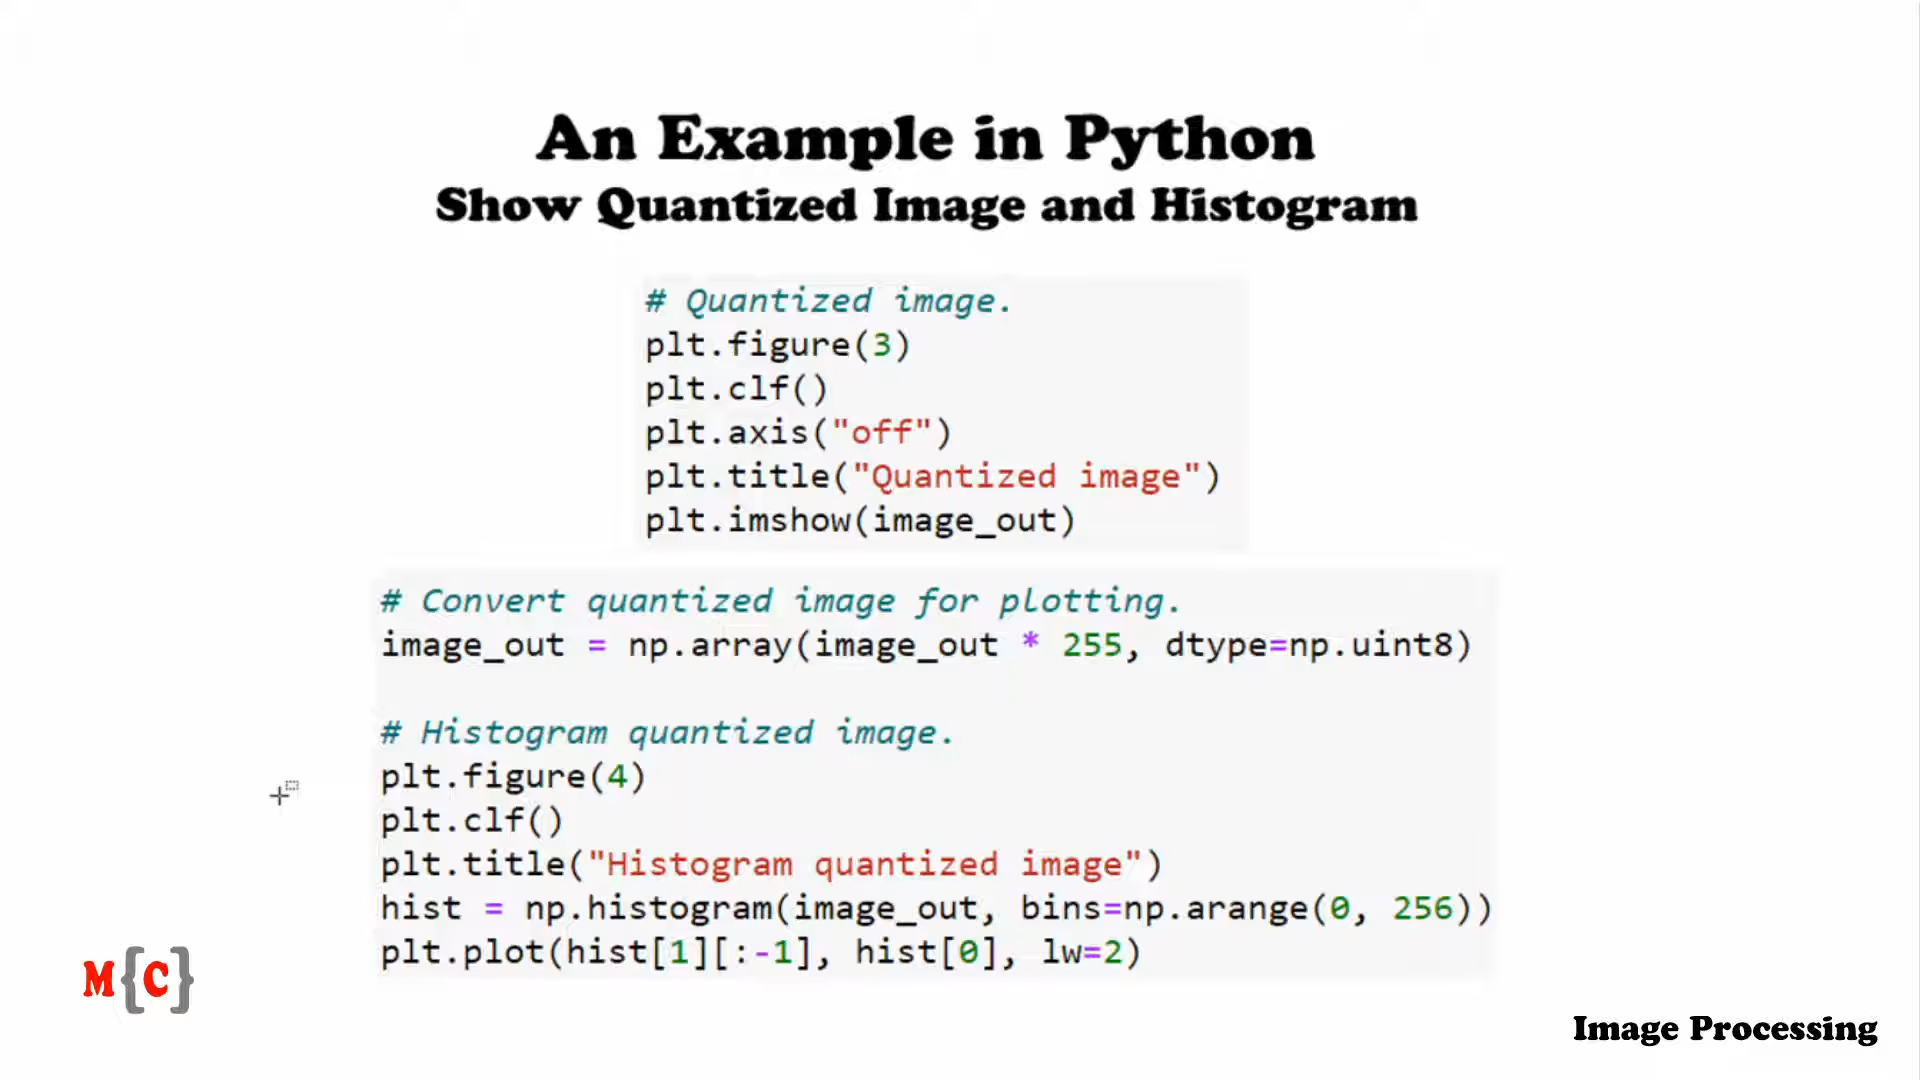 An Example in Python
Show Quantized Image and Histogram
# Quantized image.
plt.figure(3)
plt.clf()
plt.axis("off")
plt.title("Quantized image")
plt.imshow(image_out)
# Convert quantized image for plotting.
image_out = np.array(image_out * 255, dtype=np.uint8)
# Histogram quantized image.
plt.figure(4)
plt.clf()
plt.title("Histogram quantized image")
hist = np.histogram(image_out, bins=np.arange(0, 256))
plt.plot(hist[1][:-1], hist[0], lw=2)
M{C}
Image Processing